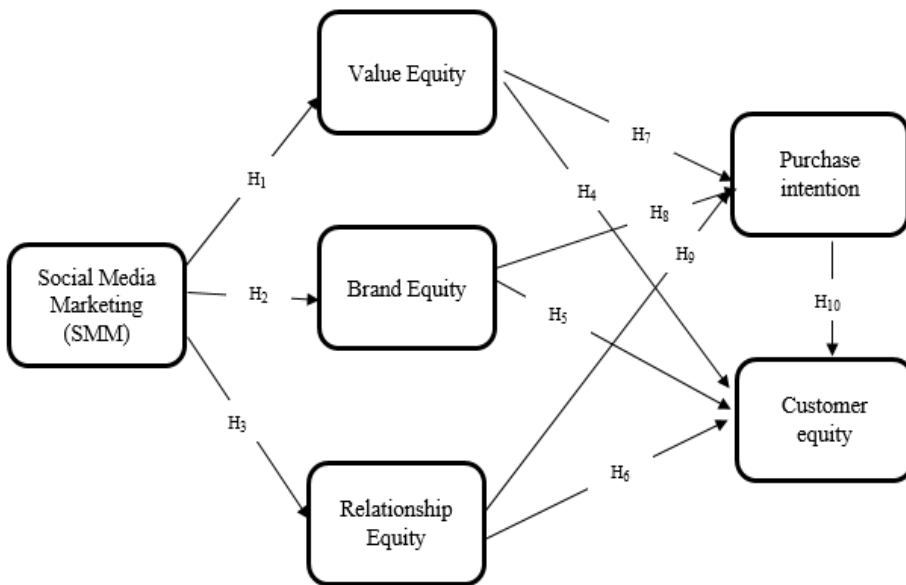 Value Equity
H7
Purchase
intention
H1
H4
H8
Social Media
Marketing
(SMM)
H2
Brand Equity
H9
H5
H10
H3
Customer
equity
H6
Relationship
Equity